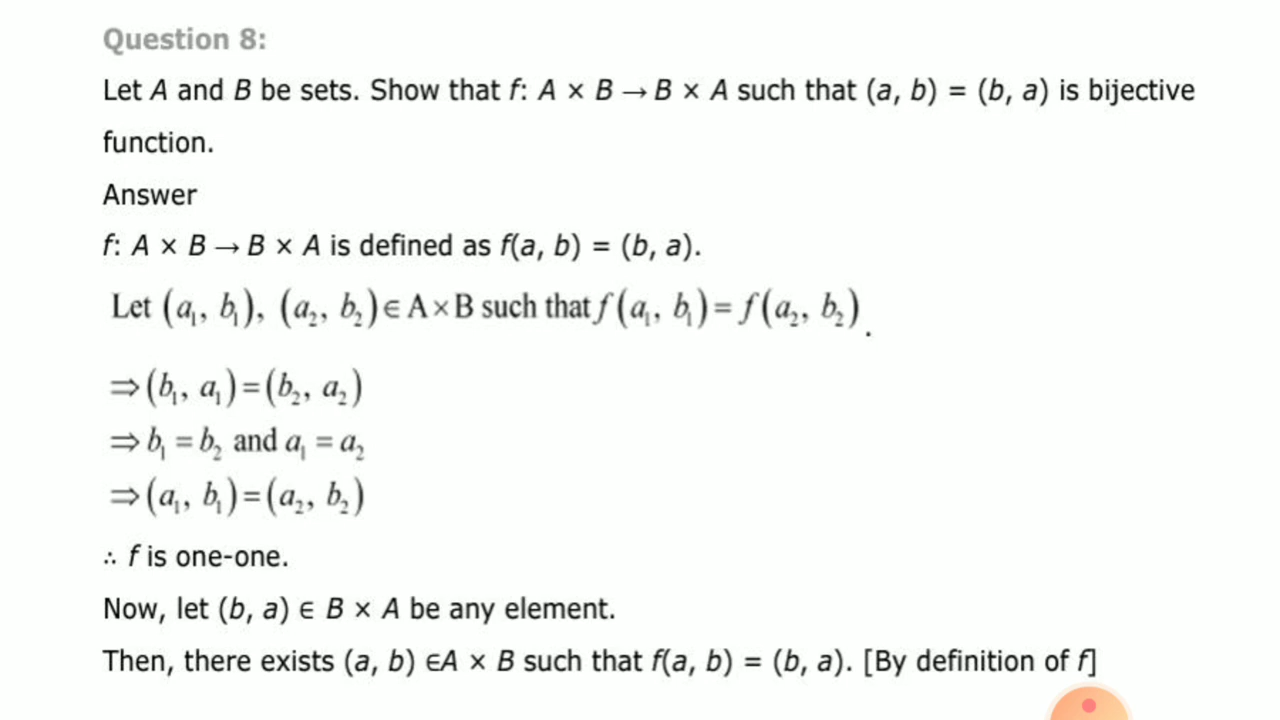 Question 8:
Let A and B be sets. Show that f: A × B → B × A such that (a, b) = (b, a) is bijective
function.
Answer
f: A × B → B × A is defined as f(a, b) = (b, a).
Let (a₁, b₁), (a₂, b₂) ∈ A × B such that f(a₁, b₁) = f(a₂, b₂).
⇒ (b₁, a₁) = (b₂, a₂)
⇒ b₁ = b₂ and a₁ = a₂
⇒ (a₁, b₁) = (a₂, b₂)
∴ f is one-one.
Now, let (b, a) ∈ B × A be any element.
Then, there exists (a, b) ∈A × B such that f(a, b) = (b, a). [By definition of f]